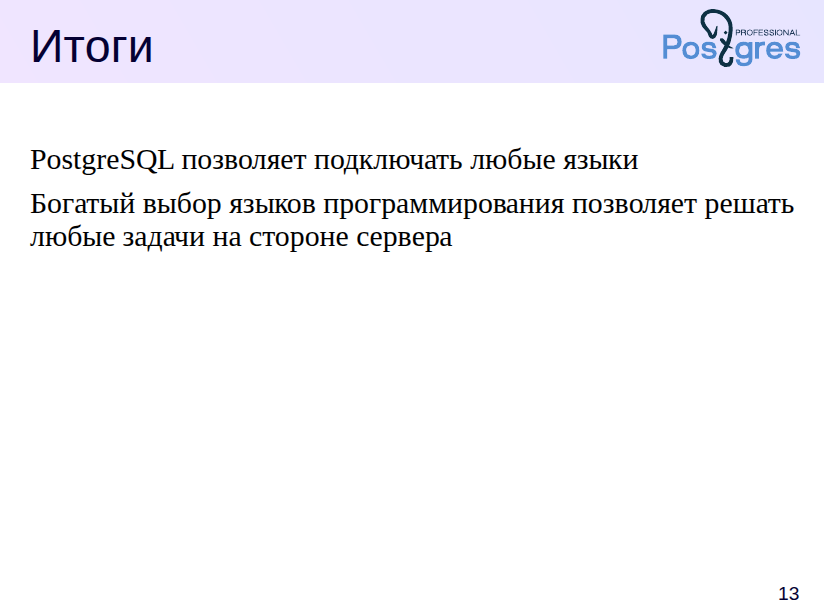 Итоги
PROFESSIONAL
Postgres
PostgreSQL позволяет подключать любые языки
Богатый выбор языков программирования позволяет решать
любые задачи на стороне сервера
13